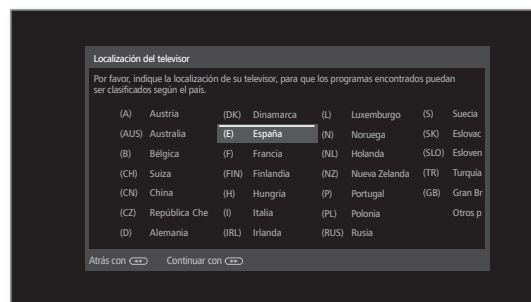 Localización del televisor
Por favor, indique la localización de su televisor, para que los programas encontrados puedan
ser clasificados según el país.
(A) Austria (DK) Dinamarca (L) Luxemburgo (S) Suecia
(AUS) Australia (E) España (N) Noruega (SK) Eslovac
(B) Bélgica (F) Francia (NL) Holanda (SLO) Esloven
(CH) Suiza (FIN) Finlandia (NZ) Nueva Zelanda (TR) Turquía
(CN) China (H) Hungría (P) Portugal (GB) Gran Br
(CZ) República Che (I) Italia (PL) Polonia Otros p
(D) Alemania (IRL) Irlanda (RUS) Rusia
Atrás con Continuar con